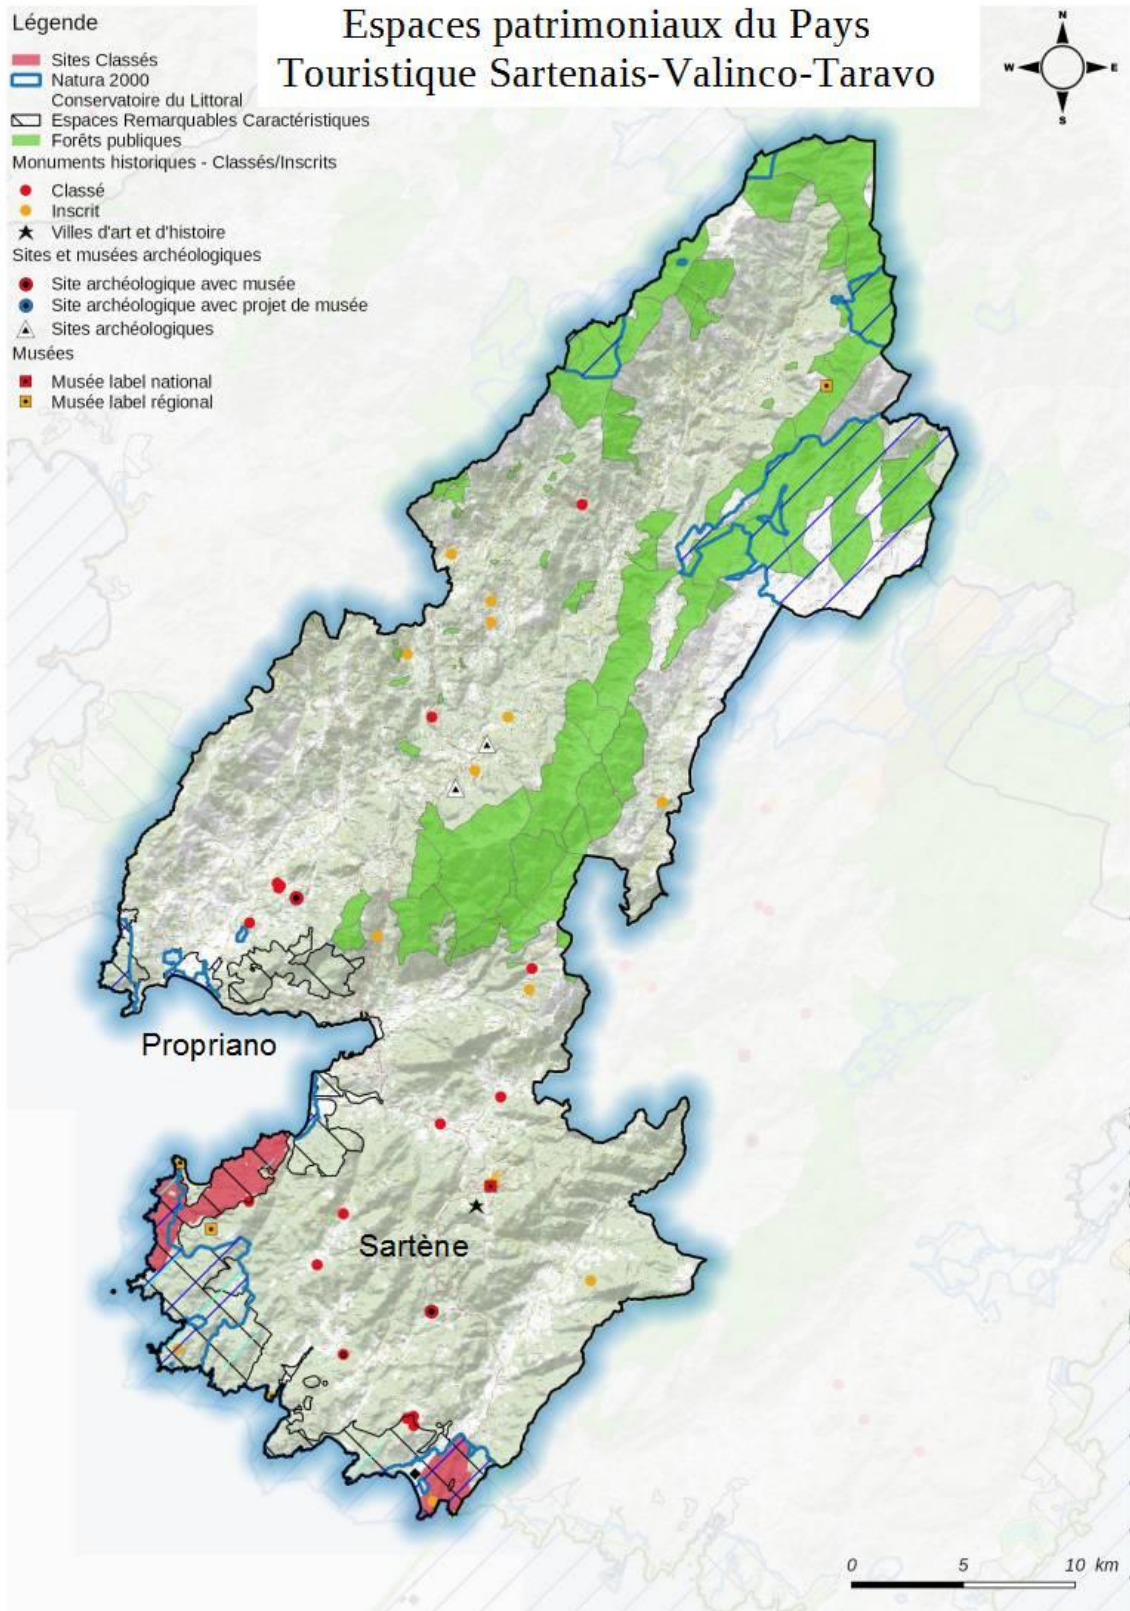 Espaces patrimoniaux du Pays
Touristique Sartenais-Valinco-Taravo
Légende
Sites Classés
Natura 2000
Conservatoire du Littoral
Espaces Remarquables Caractéristiques
Forêts publiques
Monuments historiques - Classés/Inscrits
Classé
Inscrit
Villes d'art et d'histoire
Sites et musées archéologiques
Site archéologique avec musée
Site archéologique avec projet de musée
Sites archéologiques
Musées
Musée label national
Musée label régional
N
W E
S
Propriano
Sartène
0 5 10 km